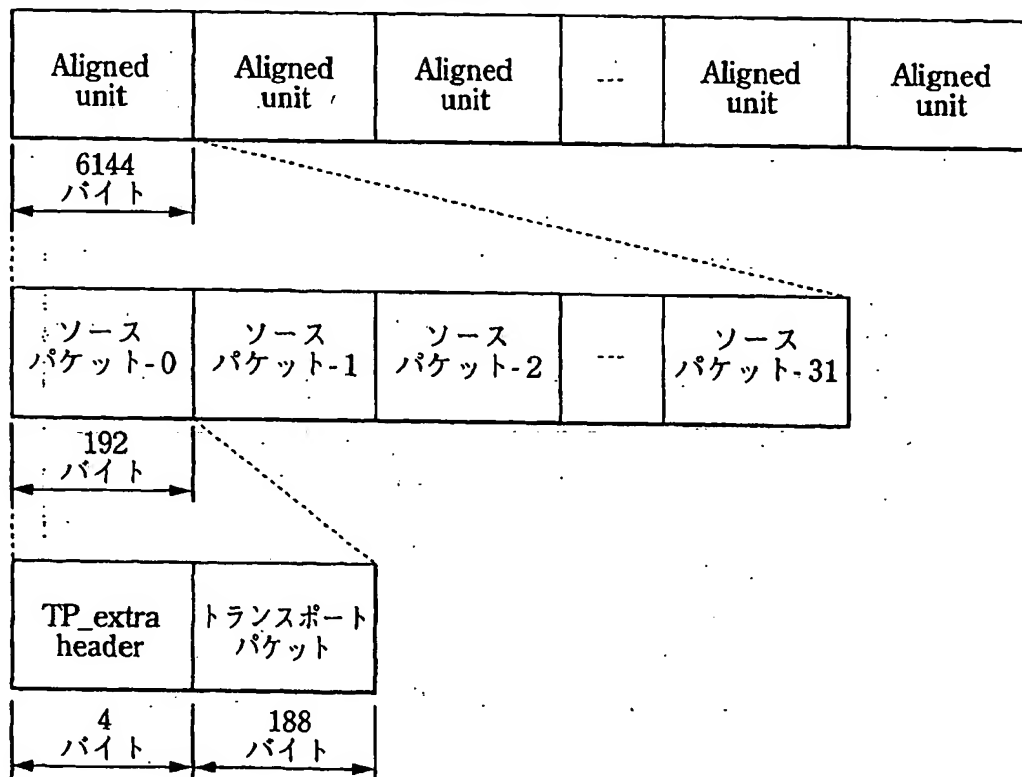 Aligned
unit
Aligned
unit
Aligned
unit
---
Aligned
unit
Aligned
unit
6144
バイト
ソース
パケット-0
ソース
パケット-1
ソース
パケット-2
---
ソース
パケット-31
192
バイト
TP_extra
header
トランスポート
パケット
4
バイト
188
バイト